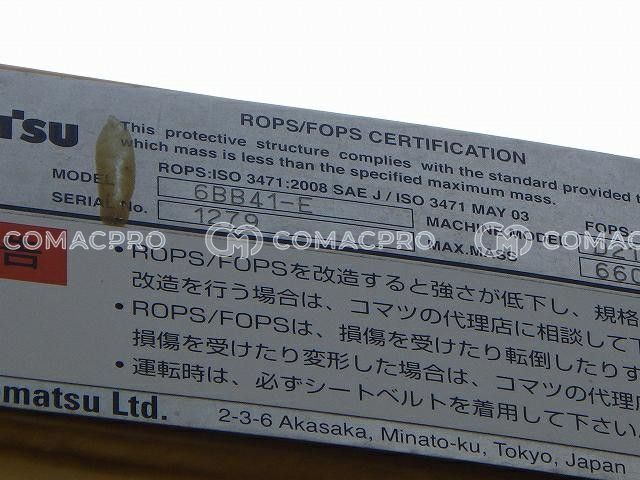 ATSU
ROPS/FOPS CERTIFICATION
This protective structure complies with the standard provided t
which mass is less than the specified maximum mass.
ROPS:ISO 3471:2008 SAE J / ISO 3471 MAY 03
FOPS
MODEL 6BB41-E
MACHINE MODEL D21
SERIAL No. 1279
MAX.MASS 660
COMACPRO COMACPRO COMACPRO
告
・ROPS/FOPSを改造すると強さが低下し、規格
改造を行う場合は、コマツの代理店に相談して下
・ROPS/FOPSは、損傷を受けたり転倒したりす
損傷を受けたり変形した場合は、コマツの代理店
・運転時は、必ずシートベルトを着用して下さい
omatsu Ltd.
2-3-6 Akasaka, Minato-ku, Tokyo, Japan